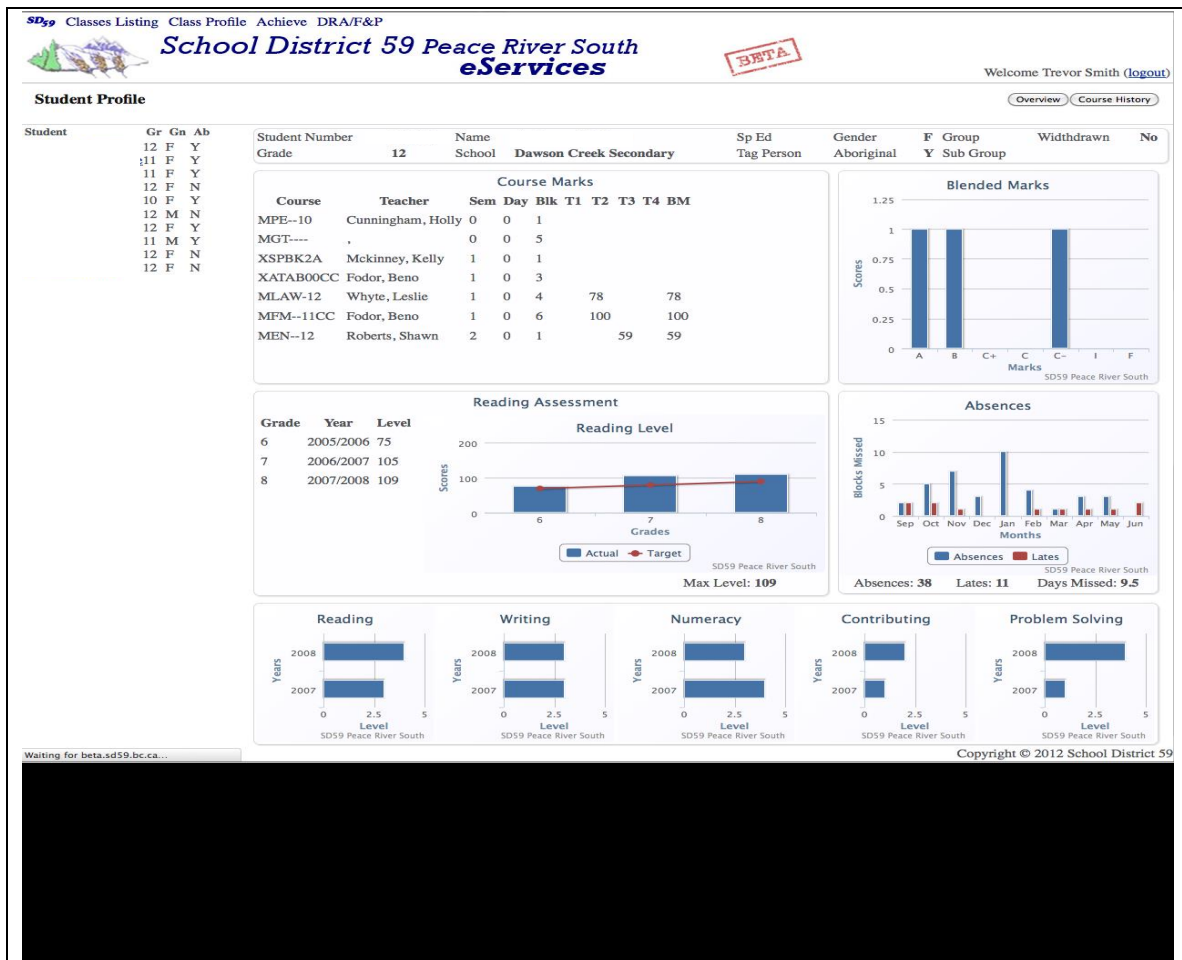 SD59 Classes Listing Class Profile Achieve DRA/F&P
School District 59 Peace River South
eServices
BETA
Welcome Trevor Smith (logout)
Student Profile
Overview Course History
Student Gr Gn Ab
12 F Y
11 F Y
11 F Y
12 F N
10 F Y
12 M N
12 F Y
11 M Y
12 F N
12 F N
Student Number Name Sp Ed Gender F Group Widthdrawn No
Grade 12 School Dawson Creek Secondary Tag Person Aboriginal Y Sub Group
Course Marks
Course Teacher Sem Day Blk T1 T2 T3 T4 BM
MPE--10 Cunningham, Holly 0 0 1
MGT---- , 0 0 5
XSPBK2A Mckinney, Kelly 1 0 1
XATAB00CC Fodor, Beno 1 0 3
MLAW-12 Whyte, Leslie 1 0 4 78 78
MFM--11CC Fodor, Beno 1 0 6 100 100
MEN--12 Roberts, Shawn 2 0 1 59 59
Blended Marks
1.25
1
0.75
0.5
0.25
0
Scores
A B C+ C C- I F
Marks
SD59 Peace River South
Reading Assessment
Grade Year Level
6 2005/2006 75
7 2006/2007 105
8 2007/2008 109
Reading Level
200
100
0
Scores
6 7 8
Grades
Actual Target
SD59 Peace River South
Max Level: 109
Absences
15
10
5
0
Blocks Missed
Sep Oct Nov Dec Jan Feb Mar Apr May Jun
Months
Absences Lates
SD59 Peace River South
Absences: 38 Lates: 11 Days Missed: 9.5
Reading
Years
2008
2007
0 2.5 5
Level
SD59 Peace River South
Writing
Years
2008
2007
0 2.5 5
Level
SD59 Peace River South
Numeracy
Years
2008
2007
0 2.5 5
Level
SD59 Peace River South
Contributing
Years
2008
2007
0 2.5 5
Level
SD59 Peace River South
Problem Solving
Years
2008
2007
0 2.5 5
Level
SD59 Peace River South
Waiting for beta.sd59.bc.ca...
Copyright © 2012 School District 59